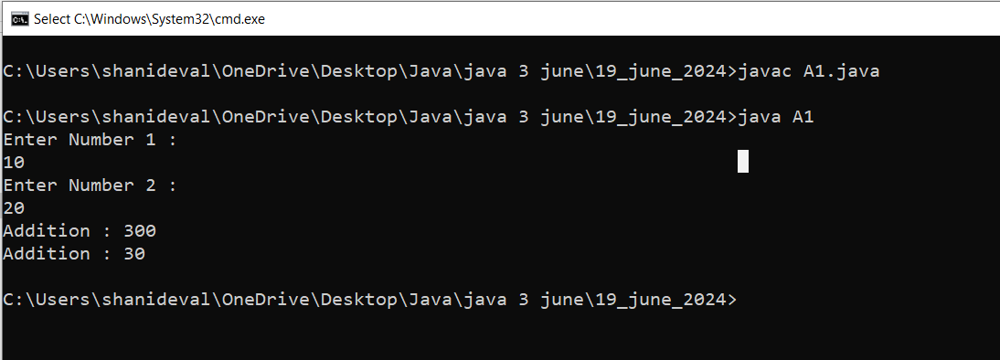 Select C:\Windows\System32\cmd.exe
C:\Users\shanideval\OneDrive\Desktop\Java\java 3 june\19_june_2024>javac A1.java
C:\Users\shanideval\OneDrive\Desktop\Java\java 3 june\19_june_2024>java A1
Enter Number 1 :
10
Enter Number 2 :
20
Addition : 300
Addition : 30
C:\Users\shanideval\OneDrive\Desktop\Java\java 3 june\19_june_2024>